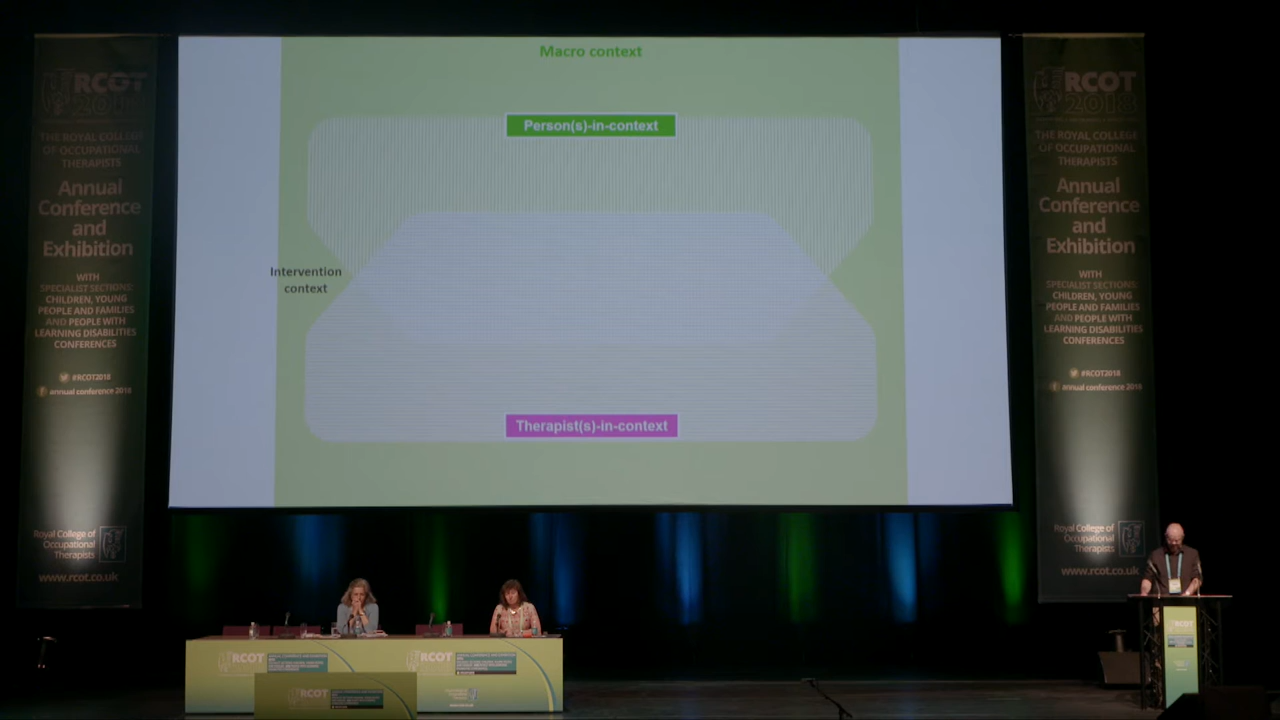 Macro context
Person(s)-in-context
Intervention
context
Therapist(s)-in-context
RCOT
2018
THE ROYAL COLLEGE
OF OCCUPATIONAL
THERAPISTS
Annual
Conference
and
Exhibition
WITH
SPECIALIST SECTIONS:
CHILDREN, YOUNG
PEOPLE AND FAMILIES
AND PEOPLE WITH
LEARNING DISABILITIES
CONFERENCES
#RCOT2018
annual conference 2018
Royal College of
Occupational
Therapists
www.rcot.co.uk
RCOT
2018
THE ROYAL COLLEGE
OF OCCUPATIONAL
THERAPISTS
Annual
Conference
and
Exhibition
WITH
SPECIALIST SECTIONS:
CHILDREN, YOUNG
PEOPLE AND FAMILIES
AND PEOPLE WITH
LEARNING DISABILITIES
CONFERENCES
#RCOT2018
annual conference 2018
Royal College of
Occupational
Therapists
www.rcot.co.uk
RCOT
RCOT
RCOT
RCOT